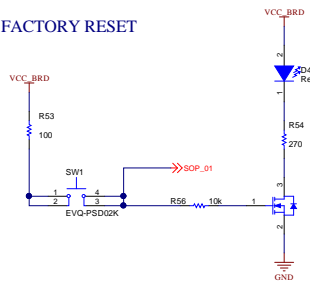 FACTORY RESET
VCC_BRD
VCC_BRD
2
D4
Re
1
R53
100
R54
270
SW1
SOP_01
1
4
2
3
EVQ-PSD02K
R56
10k
1
3
2
GND